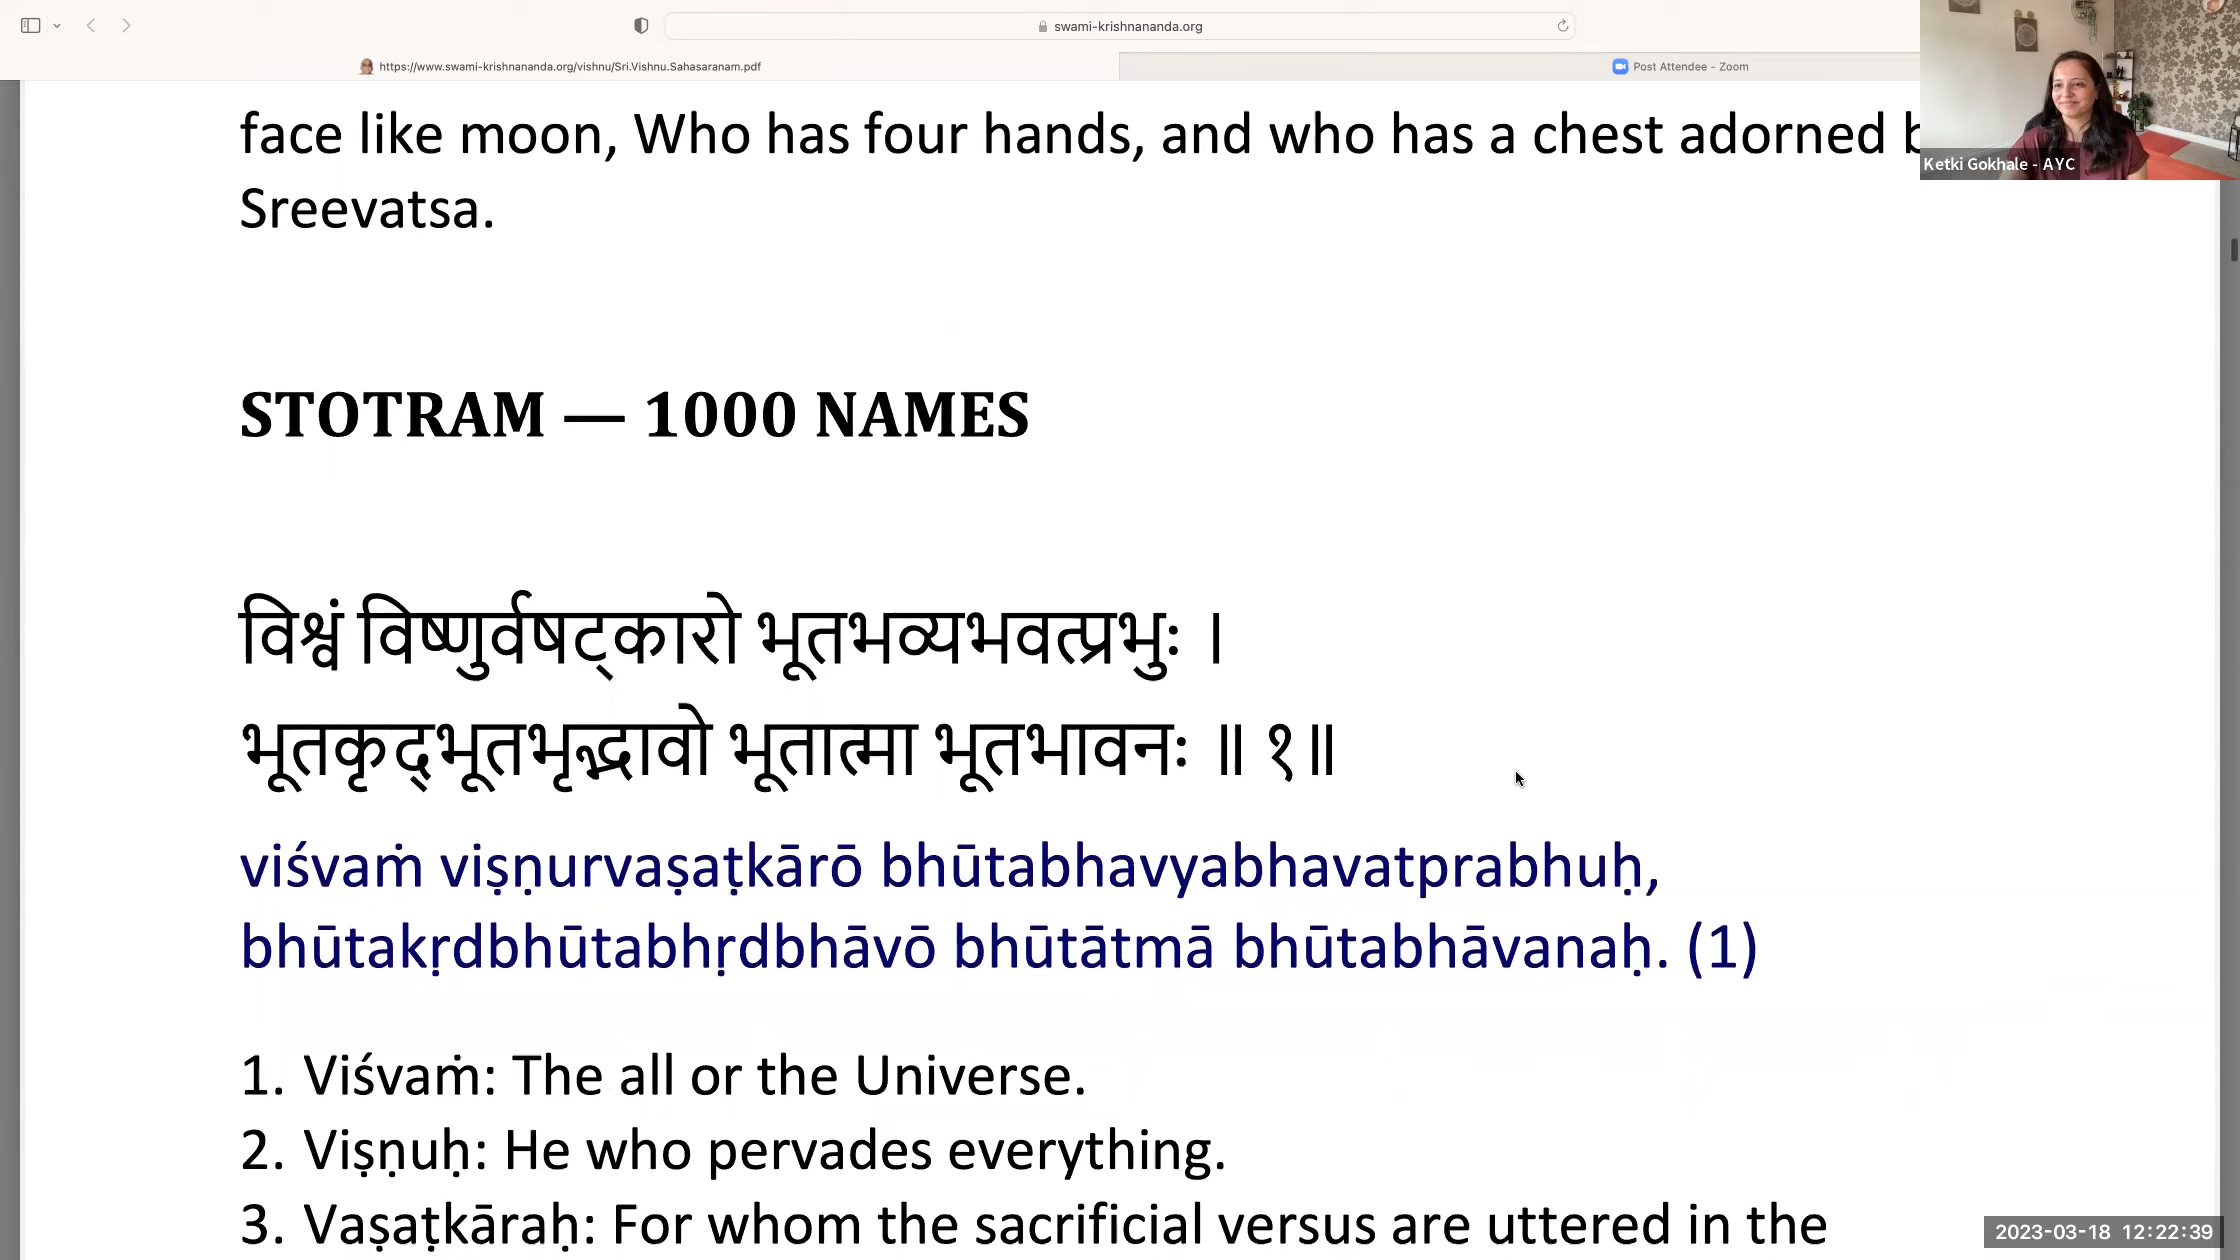 swami-krishnananda.org
https://www.swami-krishnananda.org/vishnu/Sri.Vishnu.Sahasaranam.pdf
Post Attendee - Zoom
face like moon, Who has four hands, and who has a chest adorned
Ketki Gokhale - AYC
Sreevatsa.
STOTRAM — 1000 NAMES
विश्वं विष्णुर्वषट्कारो भूतभव्यभवत्प्रभुः ।
भूतकृद्भूतभृद्भावो भूतात्मा भूतभावनः ॥ १॥
viśvaṁ viṣṇurvaṣaṭkārō bhūtabhavyabhavatprabhuḥ,
bhūtakṛdbhūtabhṛdbhāvō bhūtātmā bhūtabhāvanaḥ. (1)
1. Viśvaṁ: The all or the Universe.
2. Viṣṇuḥ: He who pervades everything.
3. Vaṣaṭkāraḥ: For whom the sacrificial versus are uttered in the
2023-03-18 12:22:39